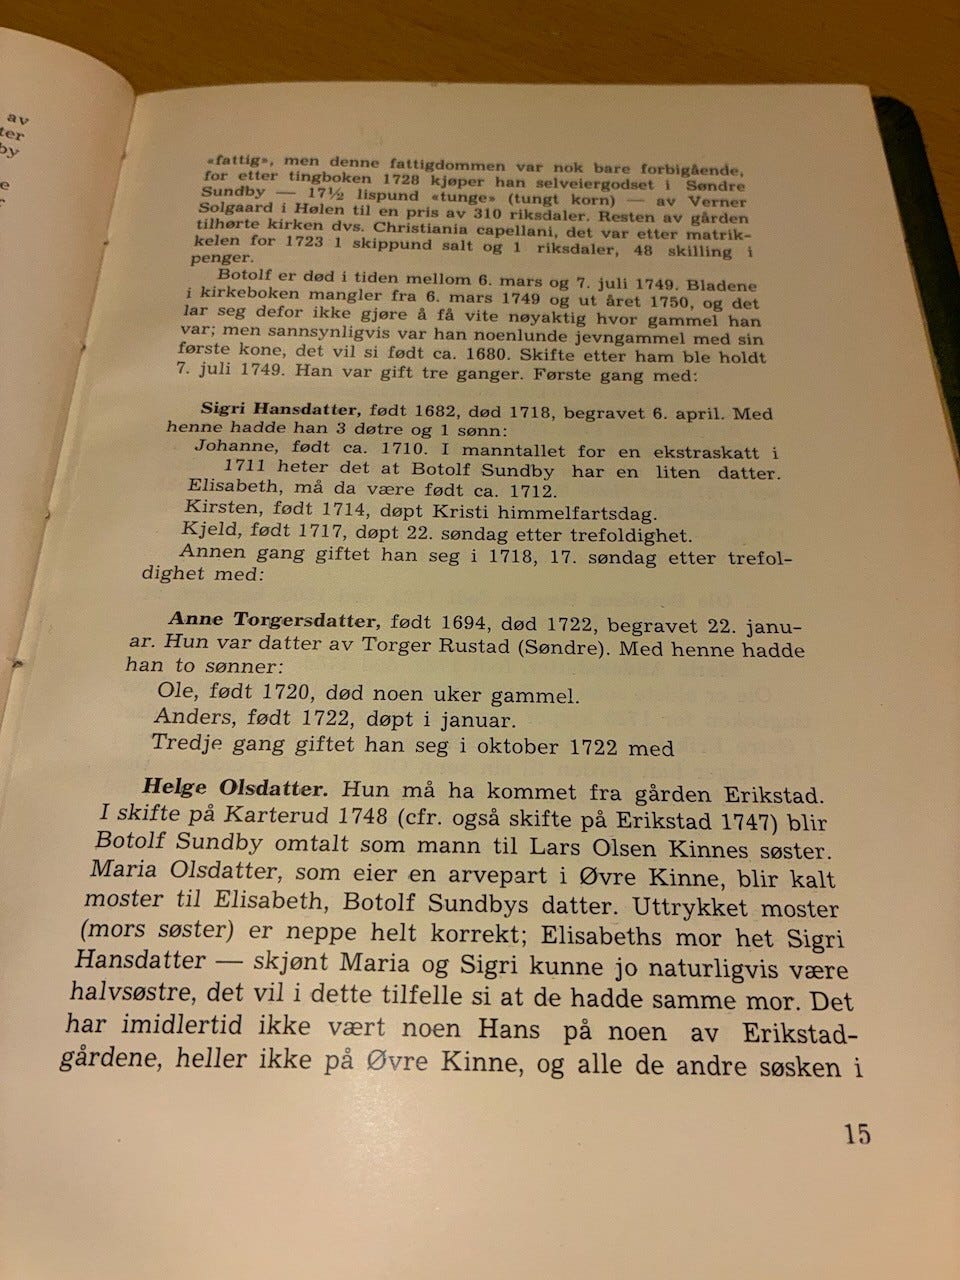 av
ter
by
e
r
«fattig», men denne fattigdommen var nok bare forbigående,
for etter tingboken 1728 kjøper han selveiergodset i Søndre
Sundby — 17½ lispund «tunge» (tungt korn) — av Verner
Solgaard i Hølen til en pris av 310 riksdaler. Resten av gården
tilhørte kirken dvs. Christiania capellani, det var etter matrik-
kelen for 1723 1 skippund salt og 1 riksdaler, 48 skilling i
penger.
Botolf er død i tiden mellom 6. mars og 7. juli 1749. Bladene
i kirkeboken mangler fra 6. mars 1749 og ut året 1750, og det
lar seg defor ikke gjøre å få vite nøyaktig hvor gammel han
var; men sannsynligvis var han noenlunde jevngammel med sin
første kone, det vil si født ca. 1680. Skifte etter ham ble holdt
7. juli 1749. Han var gift tre ganger. Første gang med:
Sigri Hansdatter, født 1682, død 1718, begravet 6. april. Med
henne hadde han 3 døtre og 1 sønn:
Johanne, født ca. 1710. I manntallet for en ekstraskatt i
1711 heter det at Botolf Sundby har en liten datter.
Elisabeth, må da være født ca. 1712.
Kirsten, født 1714, døpt Kristi himmelfartsdag.
Kjeld, født 1717, døpt 22. søndag etter trefoldighet.
Annen gang giftet han seg i 1718, 17. søndag etter trefol-
dighet med:
Anne Torgersdatter, født 1694, død 1722, begravet 22. janu-
ar. Hun var datter av Torger Rustad (Søndre). Med henne hadde
han to sønner:
Ole, født 1720, død noen uker gammel.
Anders, født 1722, døpt i januar.
Tredje gang giftet han seg i oktober 1722 med
Helge Olsdatter. Hun må ha kommet fra gården Erikstad.
I skifte på Karterud 1748 (cfr. også skifte på Erikstad 1747) blir
Botolf Sundby omtalt som mann til Lars Olsen Kinnes søster.
Maria Olsdatter, som eier en arvepart i Øvre Kinne, blir kalt
moster til Elisabeth, Botolf Sundbys datter. Uttrykket moster
(mors søster) er neppe helt korrekt; Elisabeths mor het Sigri
Hansdatter — skjønt Maria og Sigri kunne jo naturligvis være
halvsøstre, det vil i dette tilfelle si at de hadde samme mor. Det
har imidlertid ikke vært noen Hans på noen av Erikstad-
gårdene, heller ikke på Øvre Kinne, og alle de andre søsken i
15